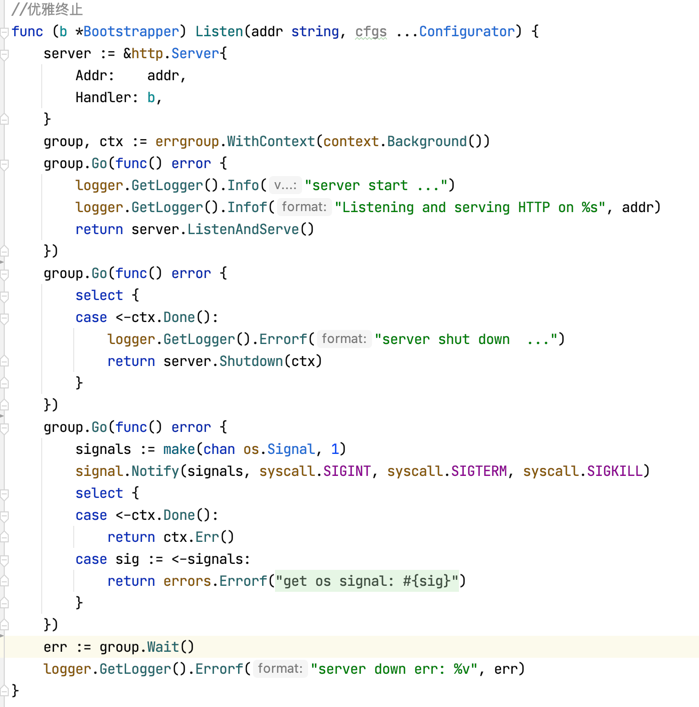 //优雅终止
func (b *Bootstrapper) Listen(addr string, cfgs ...Configurator) {
    server := &http.Server{
        Addr:    addr,
        Handler: b,
    }
    group, ctx := errgroup.WithContext(context.Background())
    group.Go(func() error {
        logger.GetLogger().Info( v...: "server start ...")
        logger.GetLogger().Infof( format: "Listening and serving HTTP on %s", addr)
        return server.ListenAndServe()
    })
    group.Go(func() error {
        select {
        case <-ctx.Done():
            logger.GetLogger().Errorf( format: "server shut down  ...")
            return server.Shutdown(ctx)
        }
    })
    group.Go(func() error {
        signals := make(chan os.Signal, 1)
        signal.Notify(signals, syscall.SIGINT, syscall.SIGTERM, syscall.SIGKILL)
        select {
        case <-ctx.Done():
            return ctx.Err()
        case sig := <-signals:
            return errors.Errorf("get os signal: #{sig}")
        }
    })
    err := group.Wait()
    logger.GetLogger().Errorf( format: "server down err: %v", err)
}